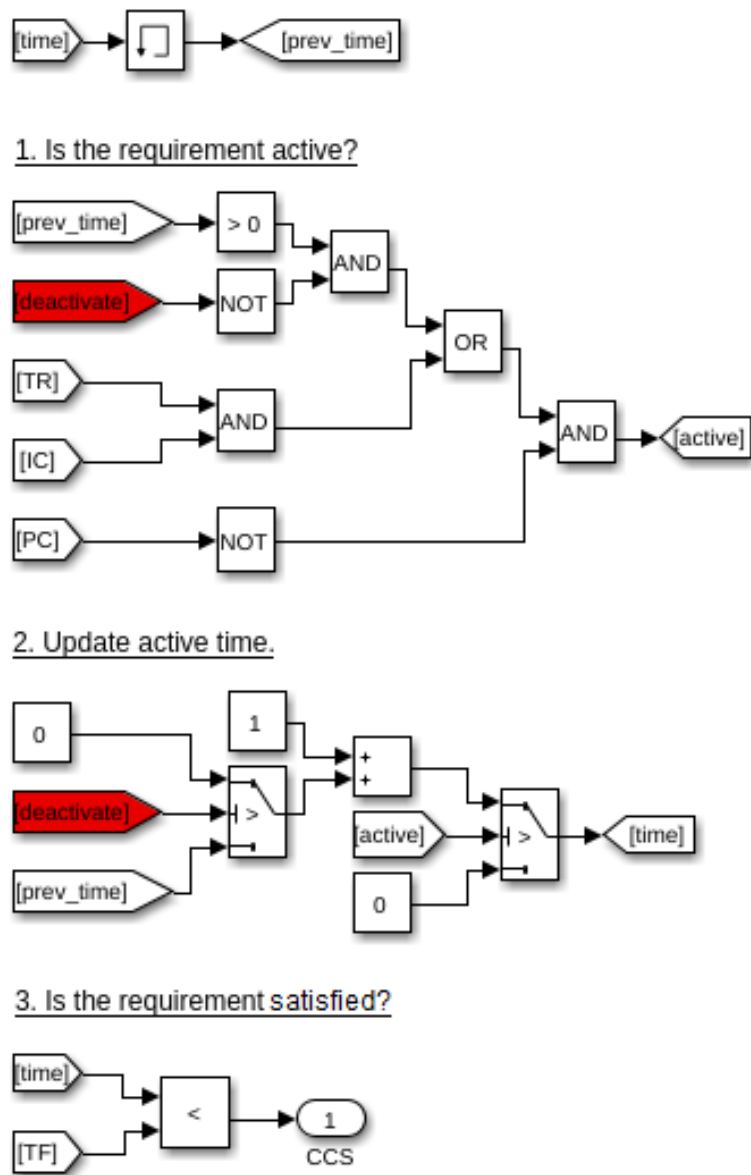 [time] [prev_time]
1. Is the requirement active?
[prev_time] > 0
AND
[deactivate] NOT
OR
[TR]
AND AND [active]
[IC]
[PC] NOT
2. Update active time.
0 1
+
+
[deactivate] > [active] > [time]
[prev_time] 0
3. Is the requirement satisfied?
[time]
< 1
[TF] CCS